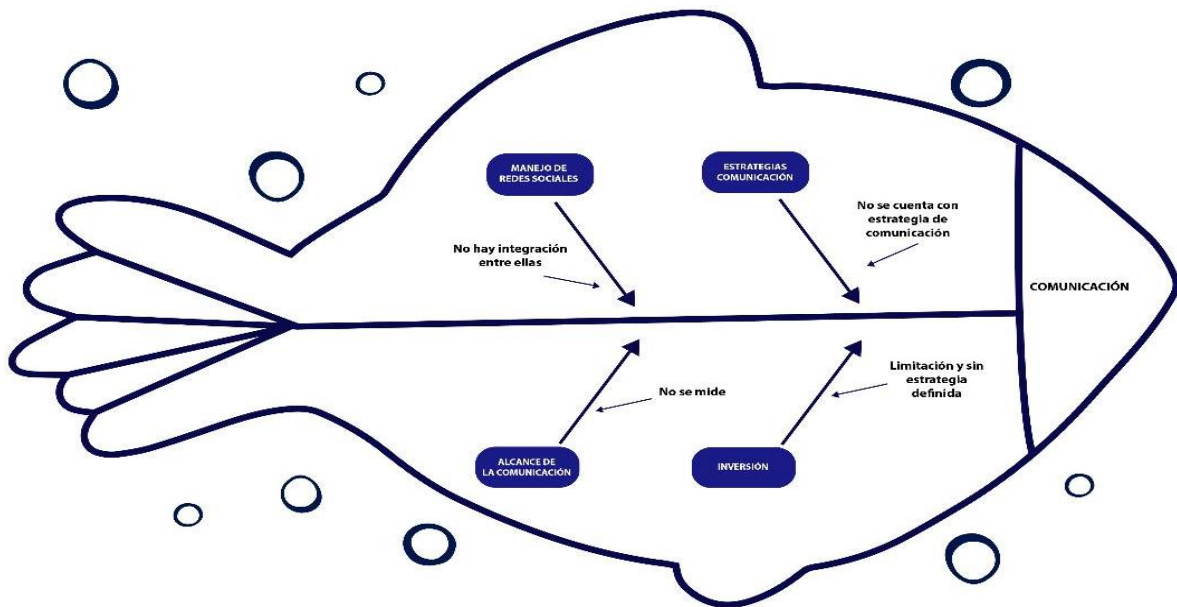 MANEJO DE
REDES SOCIALES
ESTRATEGIAS
COMUNICACIÓN
No se cuenta con
estrategia de
comunicación
No hay integración
entre ellas
COMUNICACIÓN
No se mide
Limitación y sin
estrategia
definida
ALCANCE DE
LA COMUNICACIÓN
INVERSIÓN